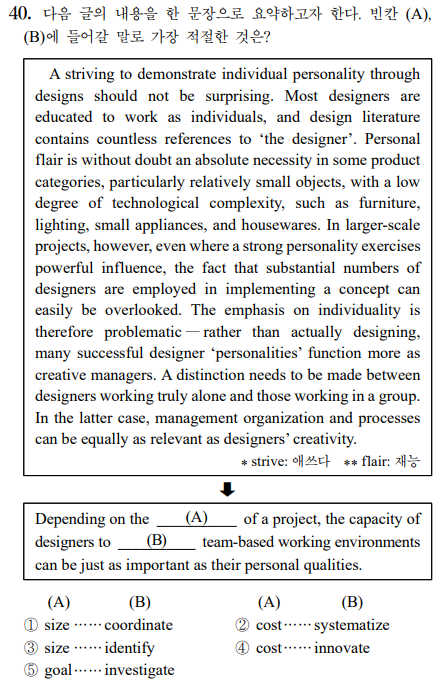 40. 다음 글의 내용을 한 문장으로 요약하고자 한다. 빈칸 (A),
(B)에 들어갈 말로 가장 적절한 것은?
A striving to demonstrate individual personality through
designs should not be surprising. Most designers are
educated to work as individuals, and design literature
contains countless references to ‘the designer’. Personal
flair is without doubt an absolute necessity in some product
categories, particularly relatively small objects, with a low
degree of technological complexity, such as furniture,
lighting, small appliances, and housewares. In larger-scale
projects, however, even where a strong personality exercises
powerful influence, the fact that substantial numbers of
designers are employed in implementing a concept can
easily be overlooked. The emphasis on individuality is
therefore problematic — rather than actually designing,
many successful designer ‘personalities’ function more as
creative managers. A distinction needs to be made between
designers working truly alone and those working in a group.
In the latter case, management organization and processes
can be equally as relevant as designers’ creativity.
* strive: 애쓰다 ** flair: 재능
Depending on the (A) of a project, the capacity of
designers to (B) team-based working environments
can be just as important as their personal qualities.
(A) (B) (A) (B)
① size …… coordinate ② cost …… systematize
③ size …… identify ④ cost …… innovate
⑤ goal …… investigate